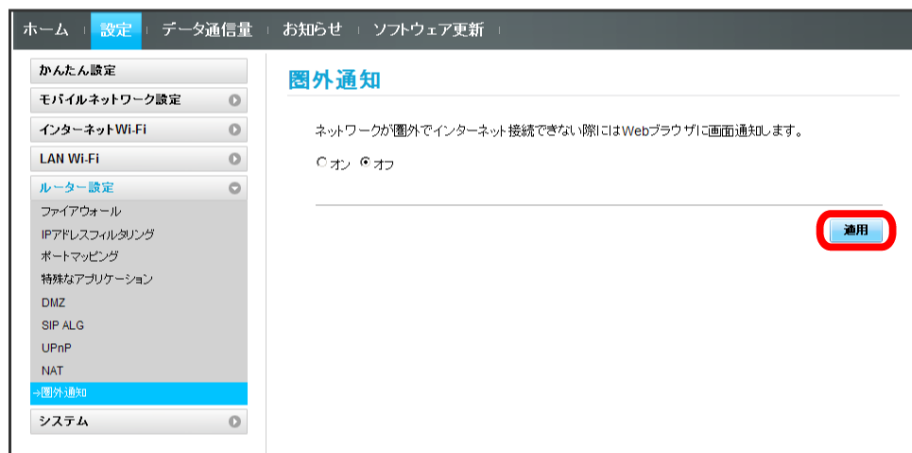 ホーム 設定 データ通信量 お知らせ ソフトウェア更新
かんたん設定
モバイルネットワーク設定
インターネットWi-Fi
LAN Wi-Fi
ルーター設定
ファイアウォール
IPアドレスフィルタリング
ポートマッピング
特殊なアプリケーション
DMZ
SIP ALG
UPnP
NAT
→圏外通知
システム
圏外通知
ネットワークが圏外でインターネット接続できない際にはWebブラウザに画面通知します。
オン オフ
適用